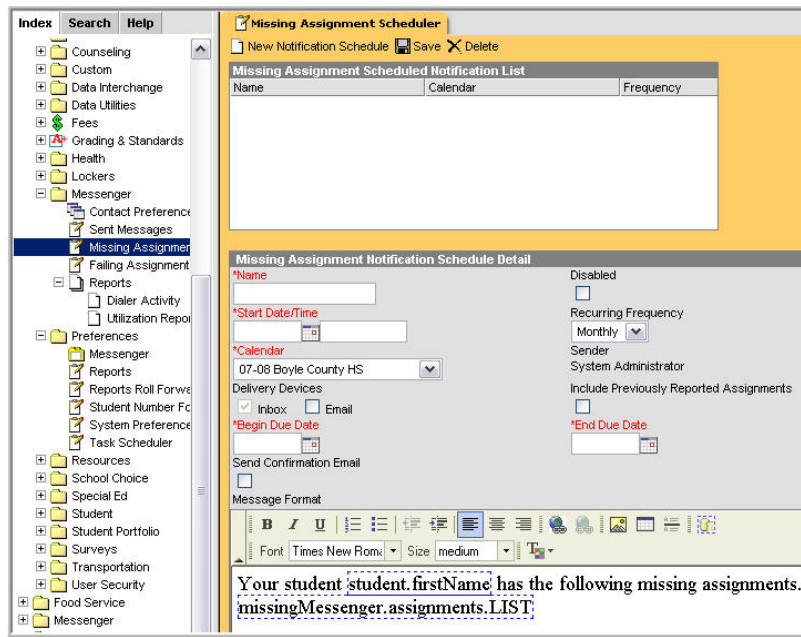 Index Search Help
Counseling
Custom
Data Interchange
Data Utilities
Fees
Grading & Standards
Health
Lockers
Messenger
Contact Preference
Sent Messages
Missing Assignmer
Failing Assignment
Reports
Dialer Activity
Utilization Repor
Preferences
Messenger
Reports
Reports Roll Forwa
Student Number Fo
System Preference
Task Scheduler
Resources
School Choice
Special Ed
Student
Student Portfolio
Surveys
Transportation
User Security
Food Service
Messenger
Missing Assignment Scheduler
New Notification Schedule Save Delete
Missing Assignment Scheduled Notification List
Name Calendar Frequency
Missing Assignment Notification Schedule Detail
*Name Disabled
*Start Date/Time Recurring Frequency
Monthly
*Calendar Sender
07-08 Boyle County HS System Administrator
Delivery Devices Include Previously Reported Assignments
Inbox Email
*Begin Due Date *End Due Date
Send Confirmation Email
Message Format
B I U
Font Times New Roma Size medium T
Your student student.firstName has the following missing assignments.
missingMessenger.assignments.LIST